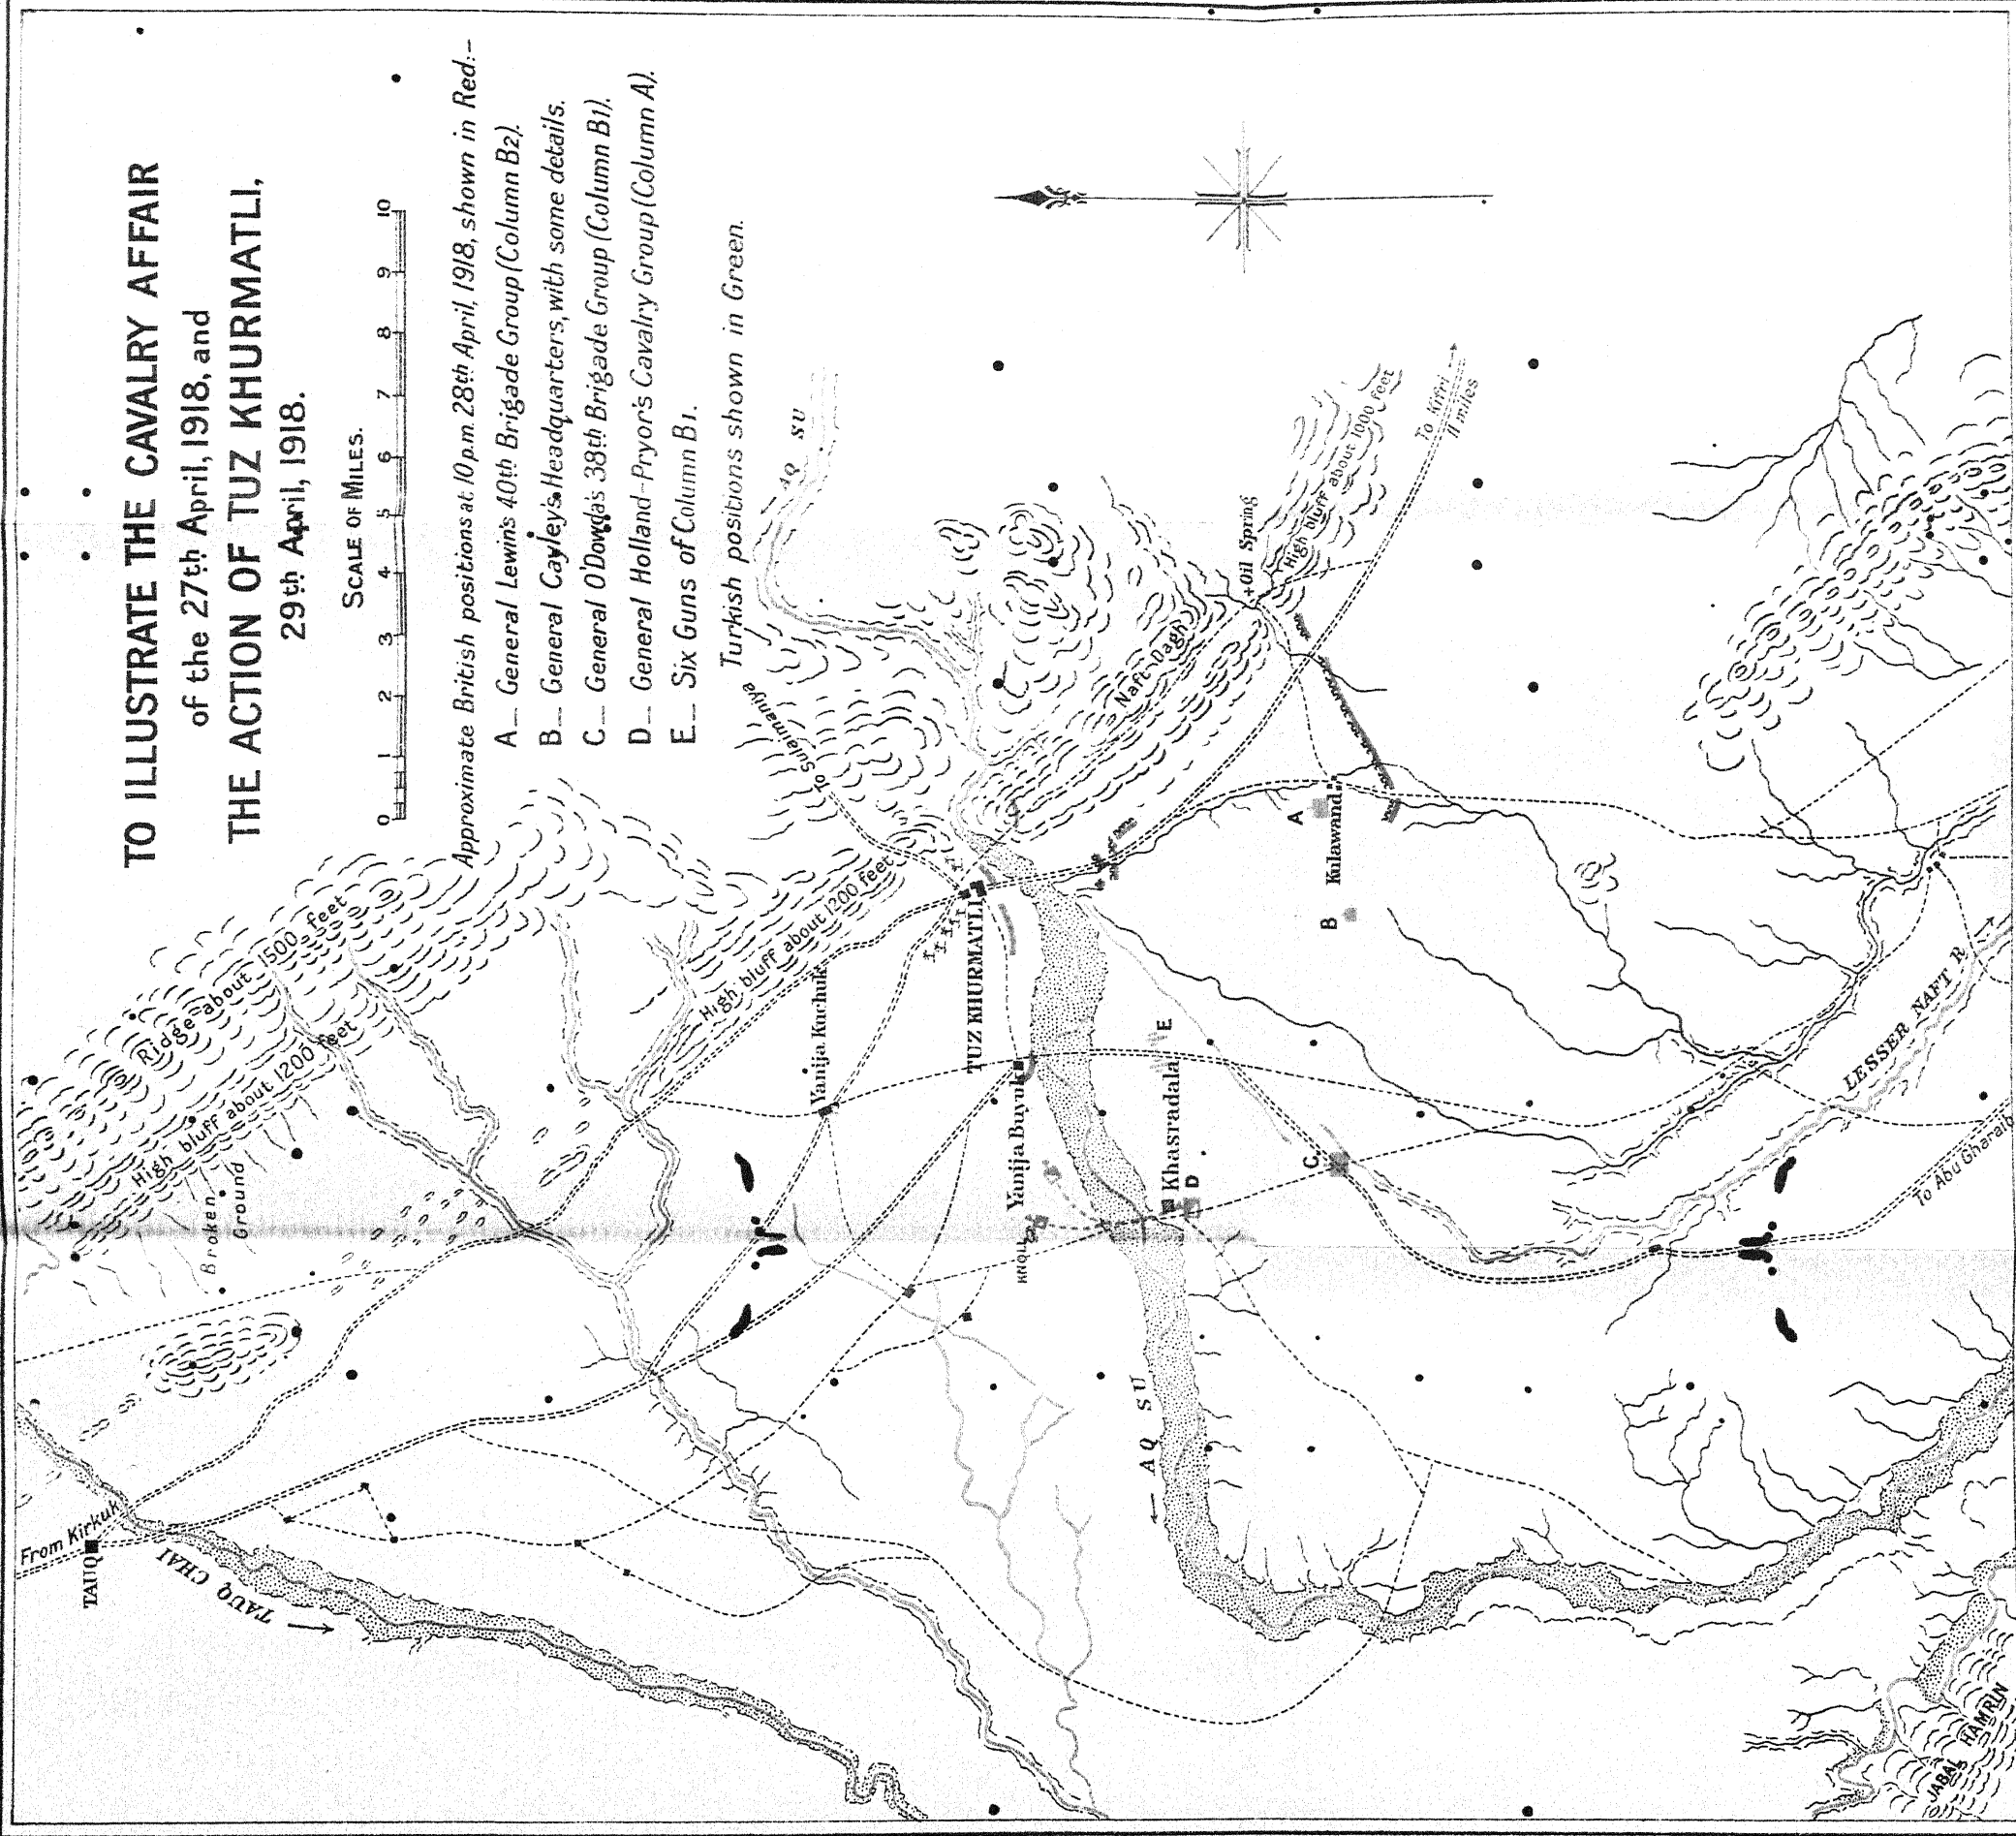 TO ILLUSTRATE THE CAVALRY AFFAIR
of the 27th April, 1918, and
THE ACTION OF TUZ KHURMATLI,
29th April, 1918.
SCALE OF MILES.
0 1 2 3 4 5 6 7 8 9 10
Approximate British positions at 10 p.m. 28th April, 1918, shown in Red:-
A__ General Lewin's 40th Brigade Group (Column B2).
B__ General Cayley's Headquarters, with some details.
C__ General O'Dowda's 38th Brigade Group (Column B1).
D__ General Holland-Pryor's Cavalry Group (Column A).
E__ Six Guns of Column B1.
Turkish positions shown in Green.
From Kirkuk
TAUQ
TAUQ CHAI
Ridge about 1500 feet
High bluff about 1200 feet
Broken
Ground
High bluff about 1200 feet
To Sulaimaniya
AQ SU
Yanija Kuchuk
TUZ KHURMATLI
Yanija Buyuk
Naft Dagh
+Oil Spring
High bluff about 1000 feet
To Kifri
11 miles
Khasradala
E
D
C
A
B
Kulawand
AQ SU
LESSER NAFT R
To Abu Gharaib
JABAL HAMRIN